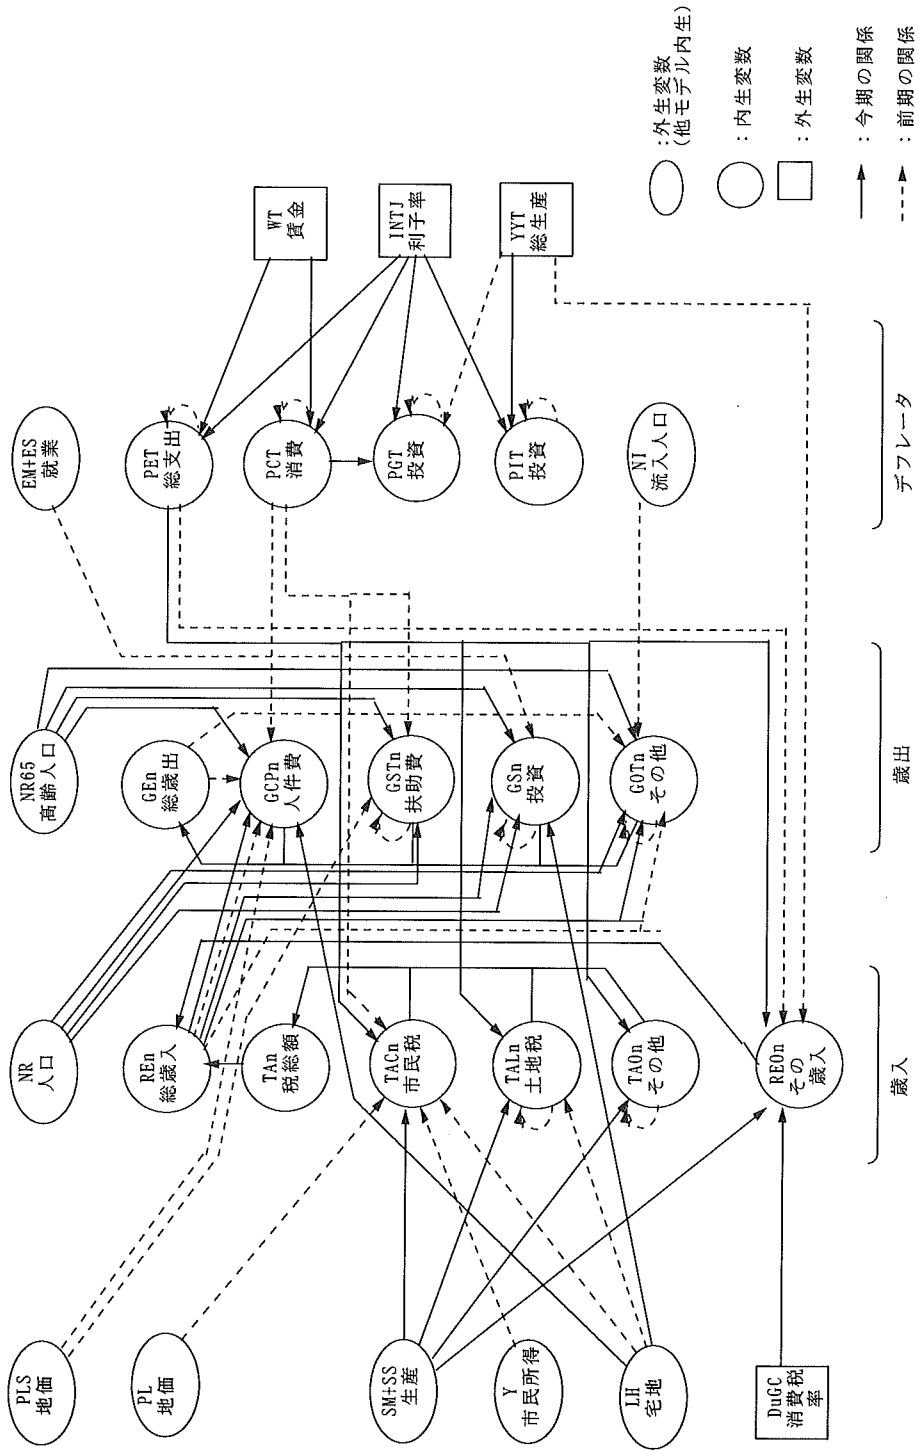 PLS
地価
PL
地価
SM+SS
生産
Y
市民所得
LH
宅地
DuGC
消費税
率
NR
人口
REn
総歳入
TAn
税総額
TACn
市民税
TALn
土地税
TAOn
その他
REOn
その
歳入
歳入
NR65
高齢人口
GEn
総歳出
GCPn
人件費
GSTn
扶助費
GSn
投資
GOTn
その他
歳出
EM+ES
就業
PET
総支出
PCT
消費
PGT
投資
PIT
投資
NI
流入人口
デフレータ
WT
賃金
INTJ
利子率
YYT
総生産
:外生変数
(他モデル内生)
:内生変数
:外生変数
:今期の関係
:前期の関係